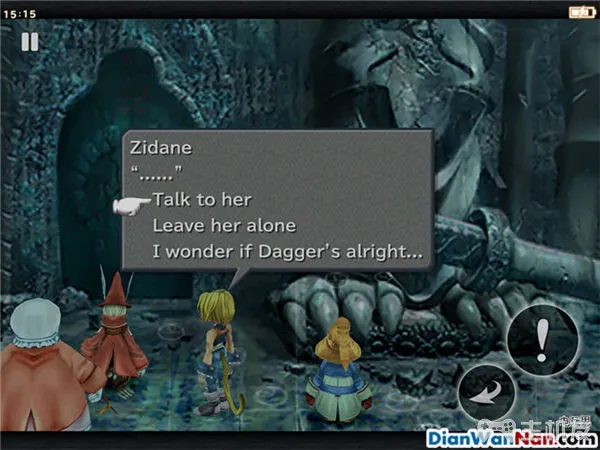 15:15
Zidane
“......”
Talk to her
Leave her alone
I wonder if Dagger's alright...
DianWanNan.com